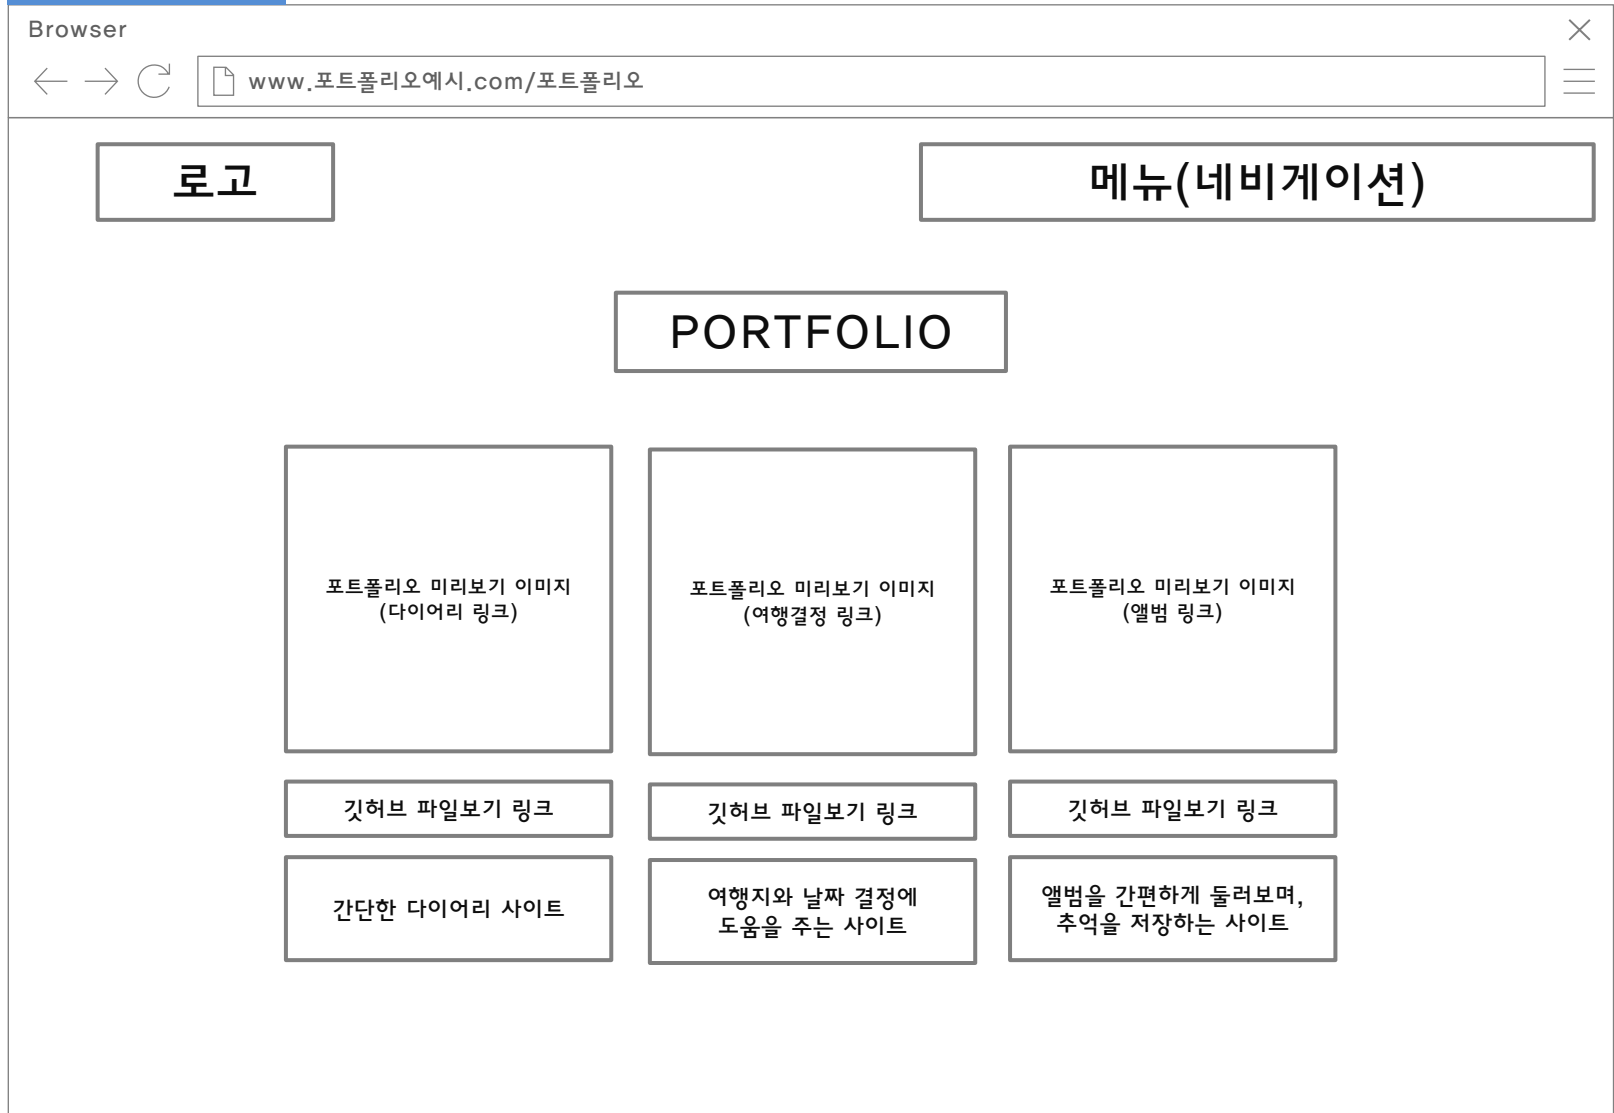 Browser
www.포트폴리오예시.com/포트폴리오
로고
메뉴(네비게이션)
PORTFOLIO
포트폴리오 미리보기 이미지
(다이어리 링크)
포트폴리오 미리보기 이미지
(여행결정 링크)
포트폴리오 미리보기 이미지
(앨범 링크)
깃허브 파일보기 링크
깃허브 파일보기 링크
깃허브 파일보기 링크
간단한 다이어리 사이트
여행지와 날짜 결정에
도움을 주는 사이트
앨범을 간편하게 둘러보며,
추억을 저장하는 사이트